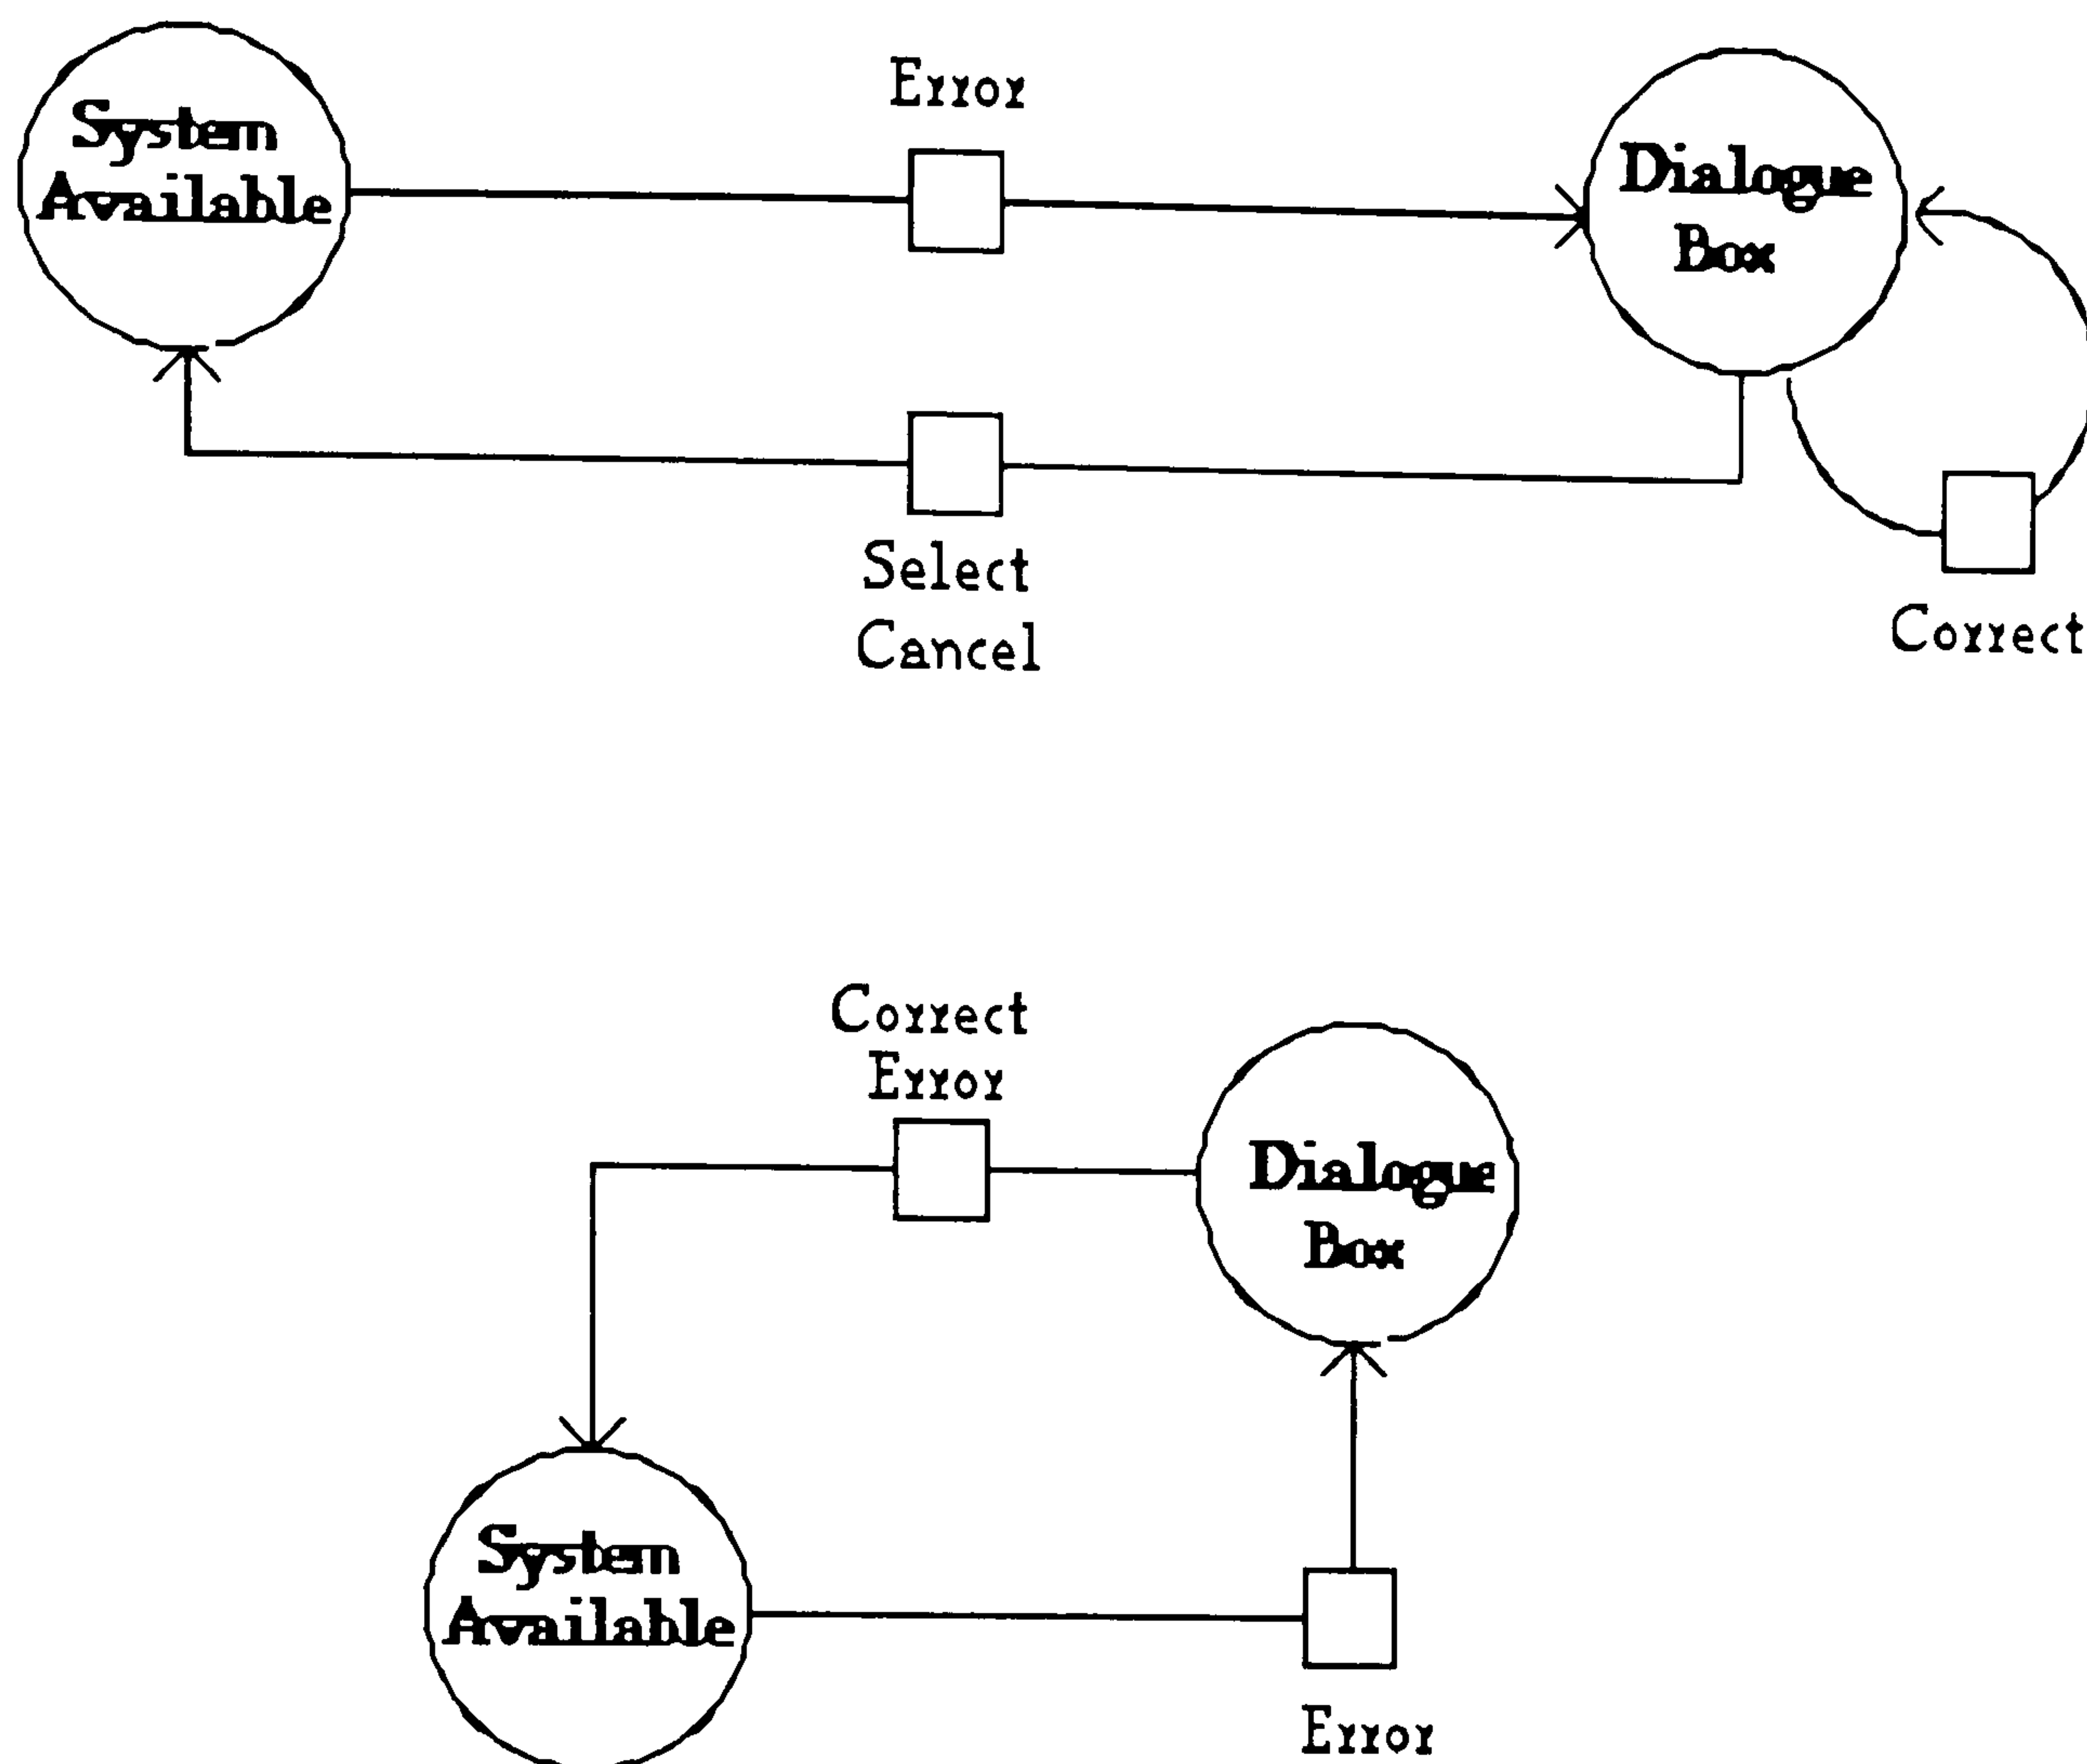 Error
System
Available
Dialogue
Box
Select
Cancel
Correct
Correct
Error
Dialogue
Box
System
Available
Error